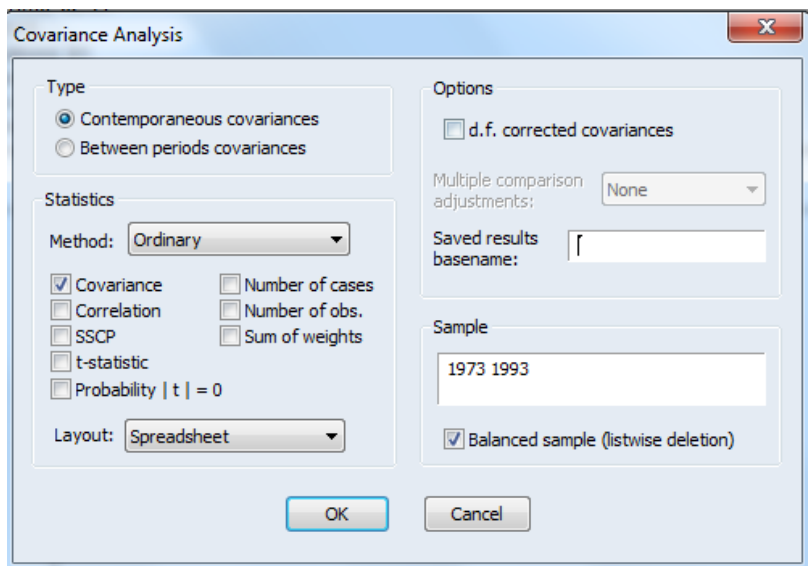 Covariance Analysis
Type
Contemporaneous covariances
Between periods covariances
Statistics
Method: Ordinary
Covariance
Number of cases
Correlation
Number of obs.
SSCP
Sum of weights
t-statistic
Probability | t | = 0
Layout: Spreadsheet
Options
d.f. corrected covariances
Multiple comparison
adjustments: None
Saved results
basename:
Sample
1973 1993
Balanced sample (listwise deletion)
OK
Cancel